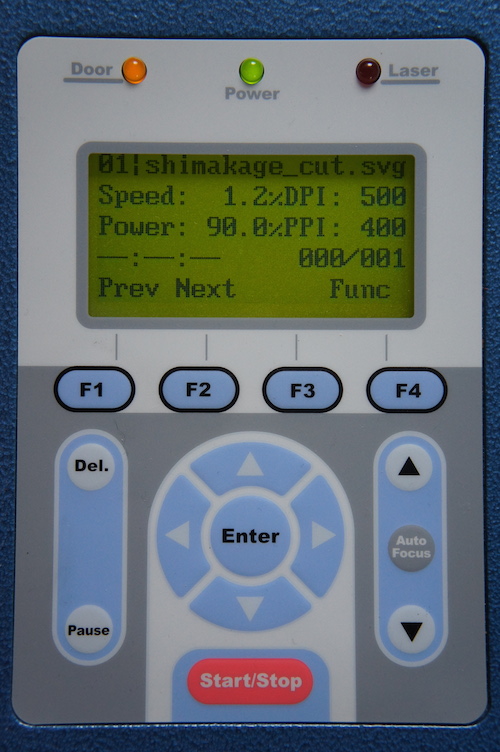 Door
Power
Laser
01|shimakage_cut.svg
Speed: 1.2%DPI: 500
Power: 90.0%PPI: 400
--:--:-- 000/001
Prev Next Func
F1 F2 F3 F4
Del.
Enter
Auto
Focus
Pause
Start/Stop